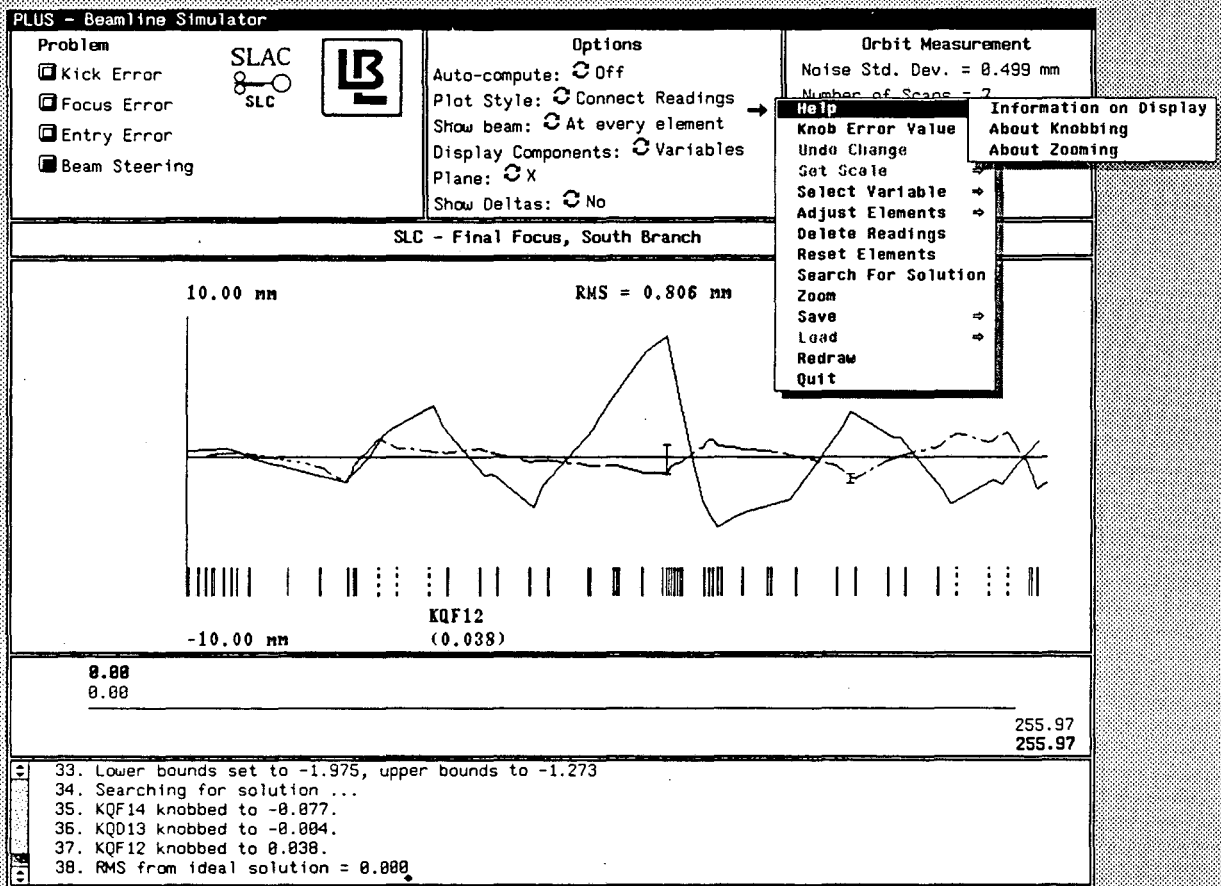 PLUS - Beamline Simulator
Problem
Kick Error
Focus Error
Entry Error
Beam Steering
SLAC
SLC
LBL
Options
Auto-compute: Off
Plot Style: Connect Readings
Show beam: At every element
Display Components: Variables
Plane: X
Show Deltas: No
Orbit Measurement
Noise Std. Dev. = 0.499 mm
Number of Scans = 7
Help
Knob Error Value
Undo Change
Set Scale
Select Variable
Adjust Elements
Delete Readings
Reset Elements
Search For Solution
Zoom
Save
Load
Redraw
Quit
Information on Display
About Knobbing
About Zooming
SLC - Final Focus, South Branch
10.00 mm
RMS = 0.806 mm
KQF12
-10.00 mm
(0.038)
0.00
0.00
255.97
255.97
33. Lower bounds set to -1.975, upper bounds to -1.273
34. Searching for solution ...
35. KQF14 knobbed to -0.077.
36. KQD13 knobbed to -0.004.
37. KQF12 knobbed to 0.038.
38. RMS from ideal solution = 0.000